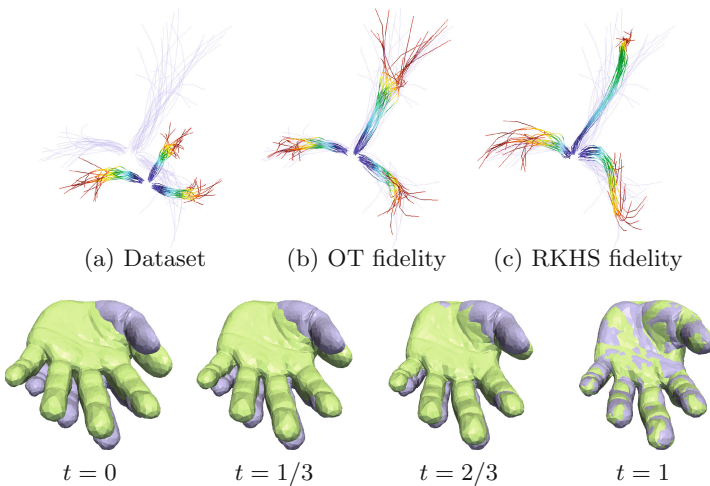 (a) Dataset (b) OT fidelity (c) RKHS fidelity
t = 0 t = 1/3 t = 2/3 t = 1